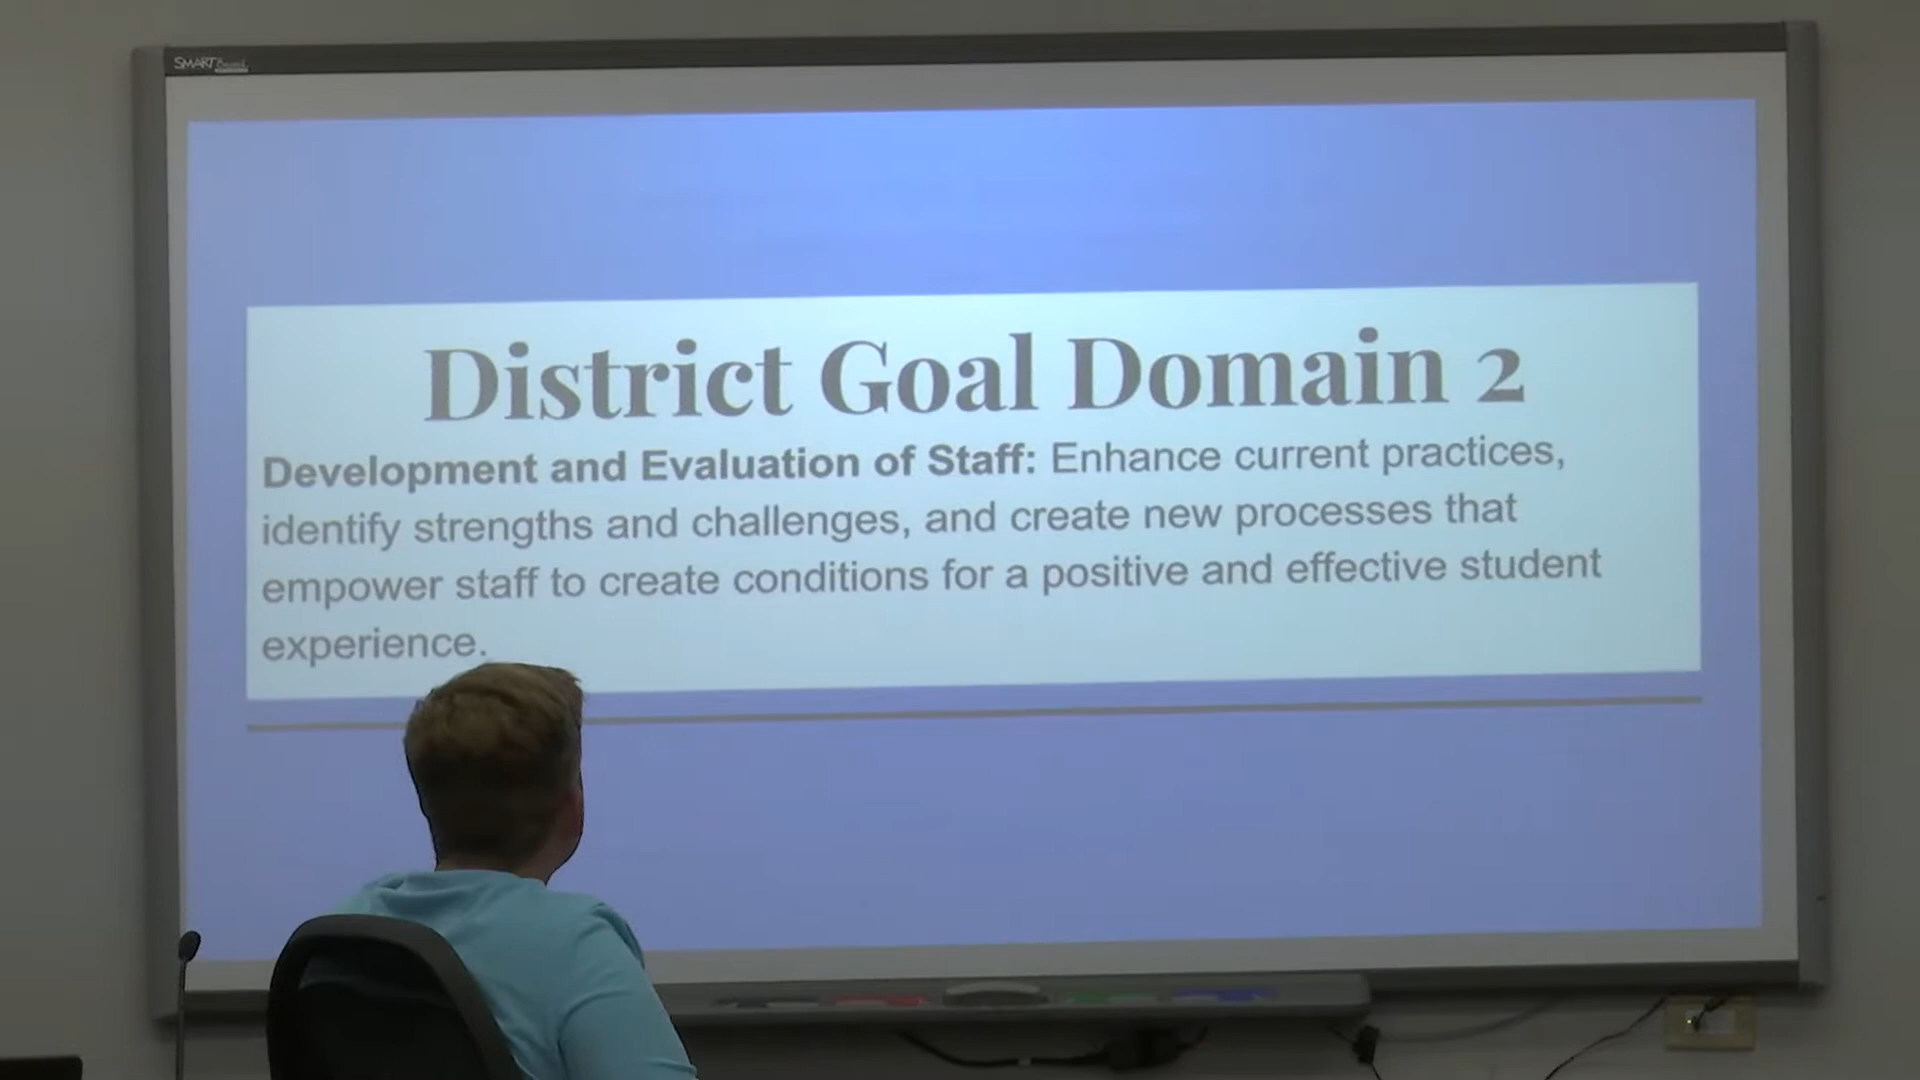 SMART Board
District Goal Domain 2
Development and Evaluation of Staff: Enhance current practices,
identify strengths and challenges, and create new processes that
empower staff to create conditions for a positive and effective student
experience.